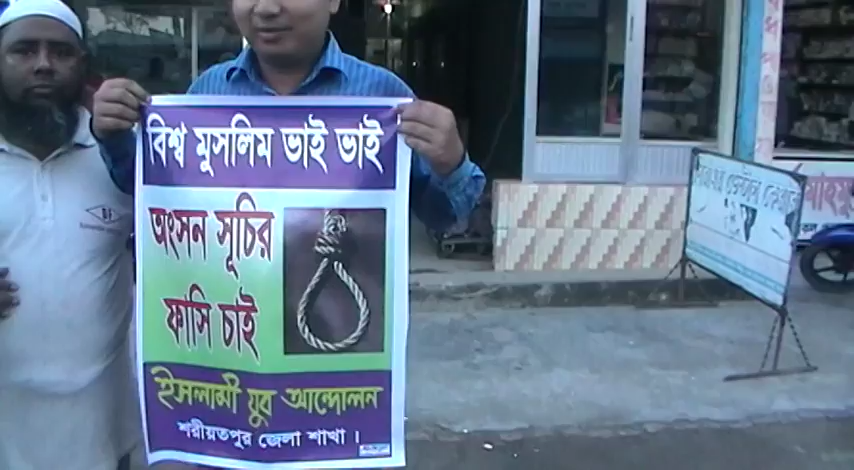 বিশ্ব মুসলিম ভাই ভাই
অংসন সূচির
ফাসি চাই
ইসলামী যুব আন্দোলন
শরীয়তপুর জেলা শাখা।